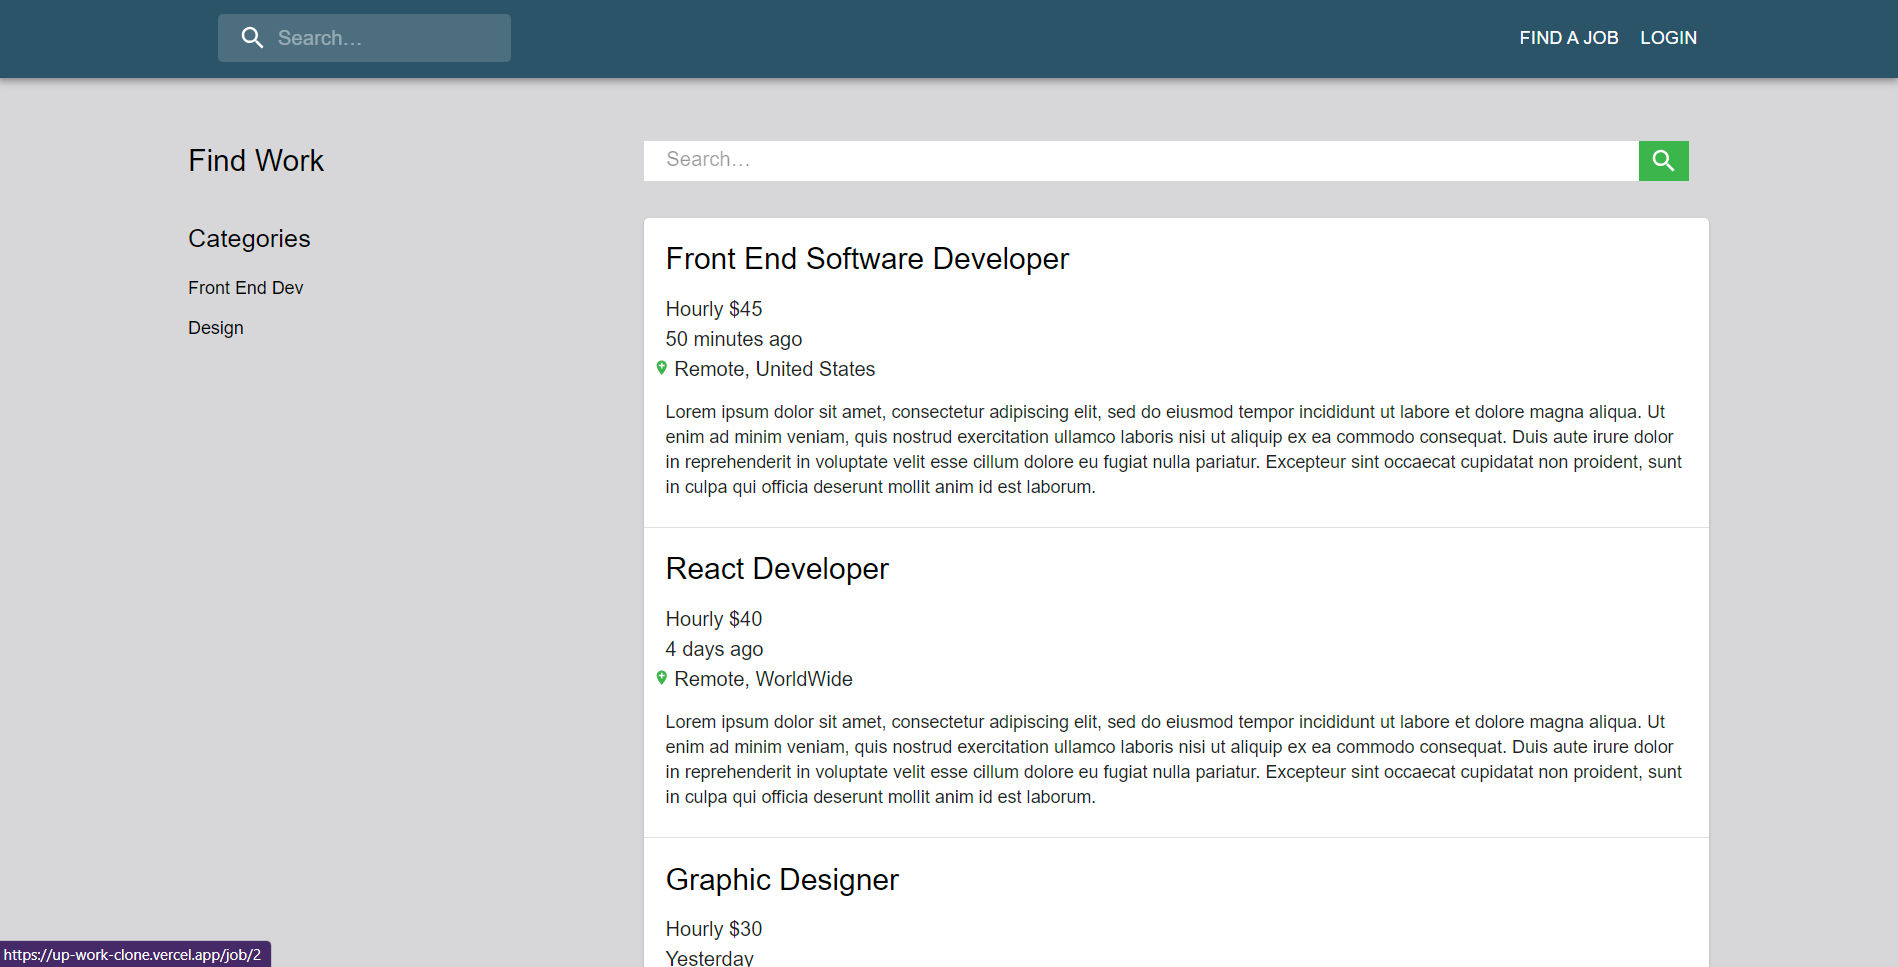 Search…
FIND A JOB LOGIN
Find Work
Categories
Front End Dev
Design
Search…
Front End Software Developer
Hourly $45
50 minutes ago
Remote, United States
Lorem ipsum dolor sit amet, consectetur adipiscing elit, sed do eiusmod tempor incididunt ut labore et dolore magna aliqua. Ut
enim ad minim veniam, quis nostrud exercitation ullamco laboris nisi ut aliquip ex ea commodo consequat. Duis aute irure dolor
in reprehenderit in voluptate velit esse cillum dolore eu fugiat nulla pariatur. Excepteur sint occaecat cupidatat non proident, sunt
in culpa qui officia deserunt mollit anim id est laborum.
React Developer
Hourly $40
4 days ago
Remote, WorldWide
Lorem ipsum dolor sit amet, consectetur adipiscing elit, sed do eiusmod tempor incididunt ut labore et dolore magna aliqua. Ut
enim ad minim veniam, quis nostrud exercitation ullamco laboris nisi ut aliquip ex ea commodo consequat. Duis aute irure dolor
in reprehenderit in voluptate velit esse cillum dolore eu fugiat nulla pariatur. Excepteur sint occaecat cupidatat non proident, sunt
in culpa qui officia deserunt mollit anim id est laborum.
Graphic Designer
Hourly $30
Yesterday
https://up-work-clone.vercel.app/job/2